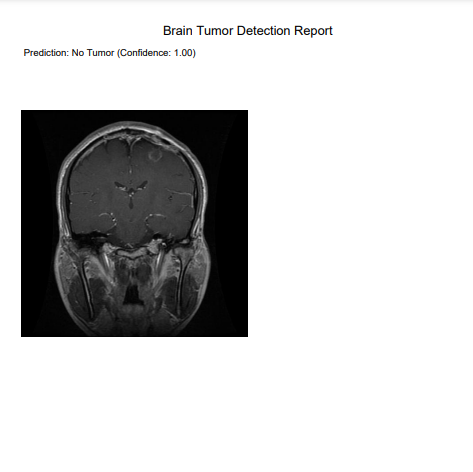 Brain Tumor Detection Report
Prediction: No Tumor (Confidence: 1.00)